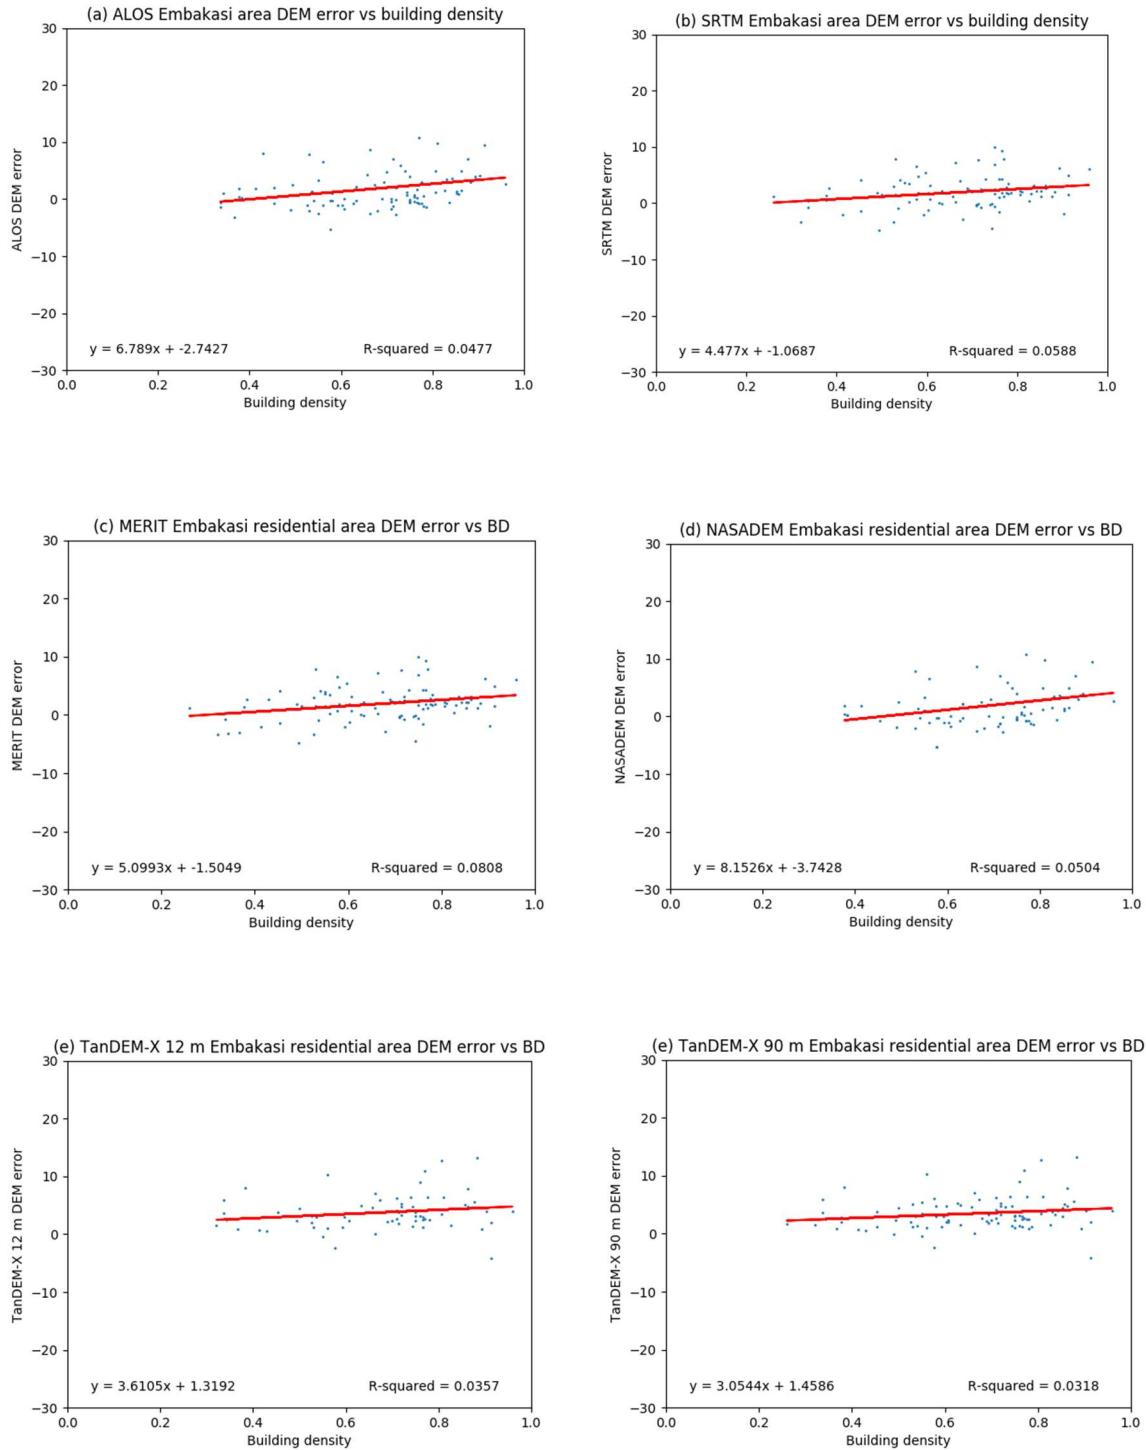 (a) ALOS Embakasi area DEM error vs building density
30
20
10
0
−10
−20
−30
ALOS DEM error
y = 6.789x + -2.7427
R-squared = 0.0477
0.0 0.2 0.4 0.6 0.8 1.0
Building density
(b) SRTM Embakasi area DEM error vs building density
30
20
10
0
−10
−20
−30
SRTM DEM error
y = 4.477x + -1.0687
R-squared = 0.0588
0.0 0.2 0.4 0.6 0.8 1.0
Building density
(c) MERIT Embakasi residential area DEM error vs BD
30
20
10
0
−10
−20
−30
MERIT DEM error
y = 5.0993x + -1.5049
R-squared = 0.0808
0.0 0.2 0.4 0.6 0.8 1.0
Building density
(d) NASADEM Embakasi residential area DEM error vs BD
30
20
10
0
−10
−20
−30
NASADEM DEM error
y = 8.1526x + -3.7428
R-squared = 0.0504
0.0 0.2 0.4 0.6 0.8 1.0
Building density
(e) TanDEM-X 12 m Embakasi residential area DEM error vs BD
30
20
10
0
−10
−20
−30
TanDEM-X 12 m DEM error
y = 3.6105x + 1.3192
R-squared = 0.0357
0.0 0.2 0.4 0.6 0.8 1.0
Building density
(e) TanDEM-X 90 m Embakasi residential area DEM error vs BD
30
20
10
0
−10
−20
−30
TanDEM-X 90 m DEM error
y = 3.0544x + 1.4586
R-squared = 0.0318
0.0 0.2 0.4 0.6 0.8 1.0
Building density